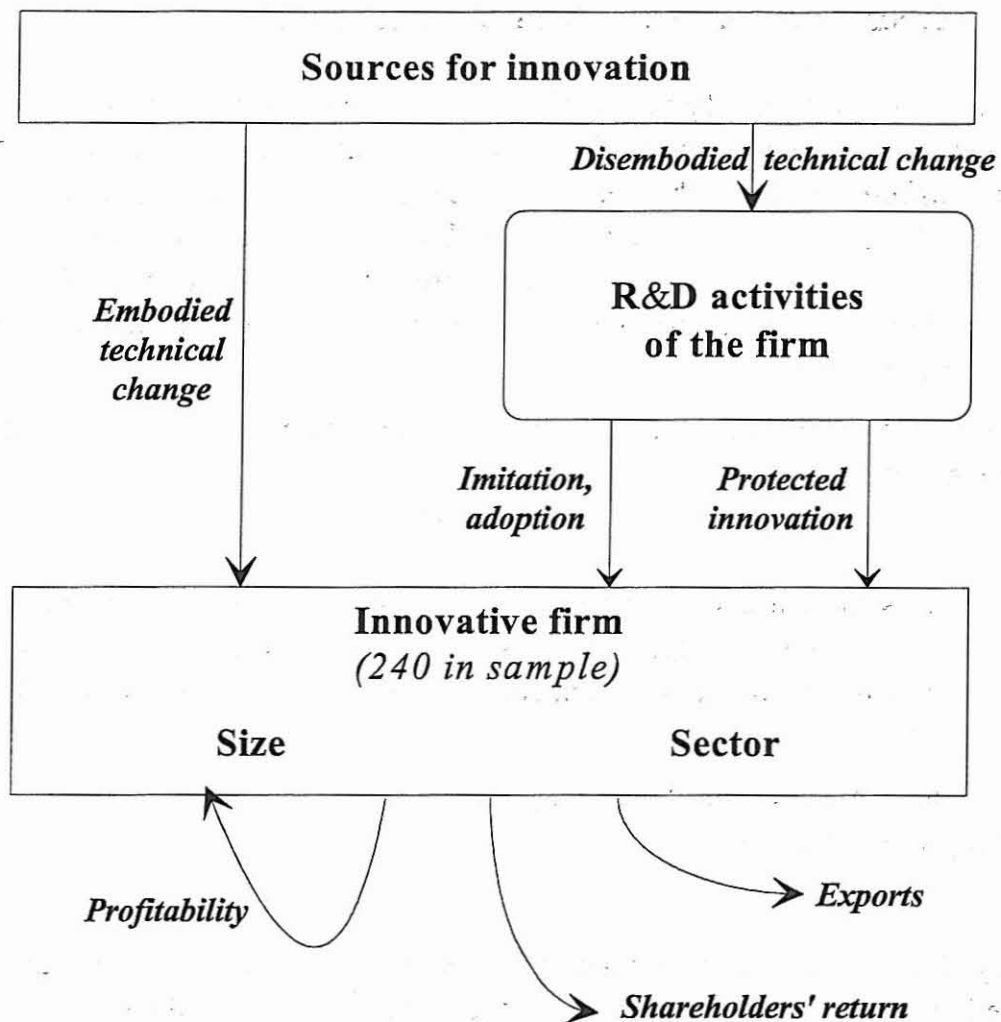 Sources for innovation
Disembodied technical change
Embodied
technical
change
R&D activities
of the firm
Imitation,
adoption
Protected
innovation
Innovative firm
(240 in sample)
Size
Sector
Profitability
Exports
Shareholders' return